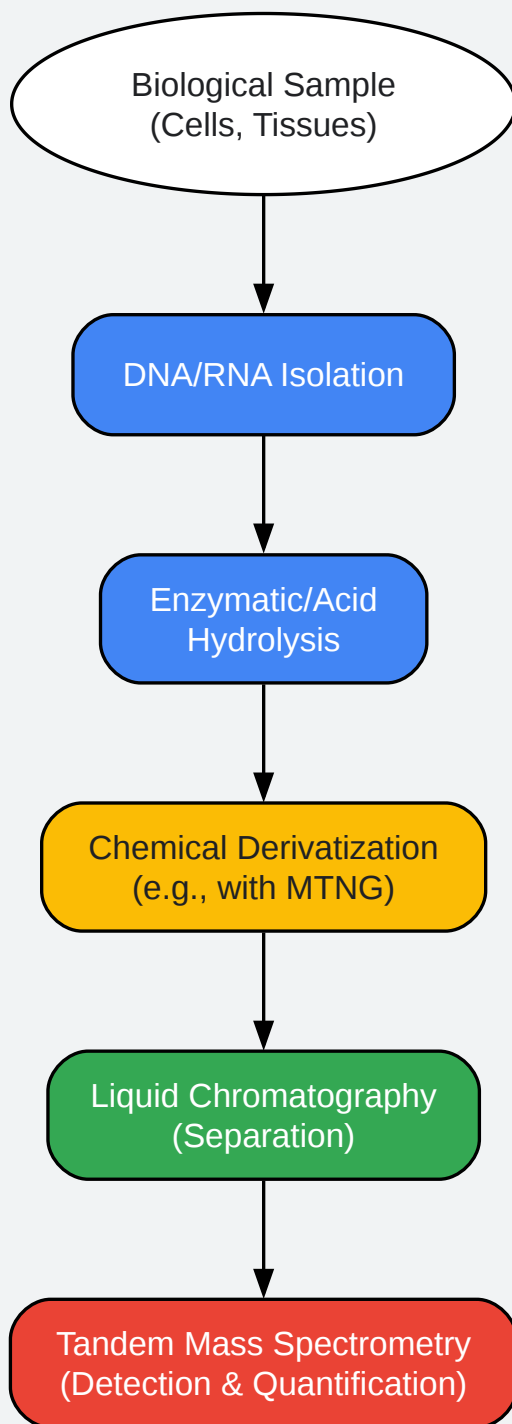 Biological Sample
(Cells, Tissues)
DNA/RNA Isolation
Enzymatic/Acid
Hydrolysis
Chemical Derivatization
(e.g., with MTNG)
Liquid Chromatography
(Separation)
Tandem Mass Spectrometry
(Detection & Quantification)